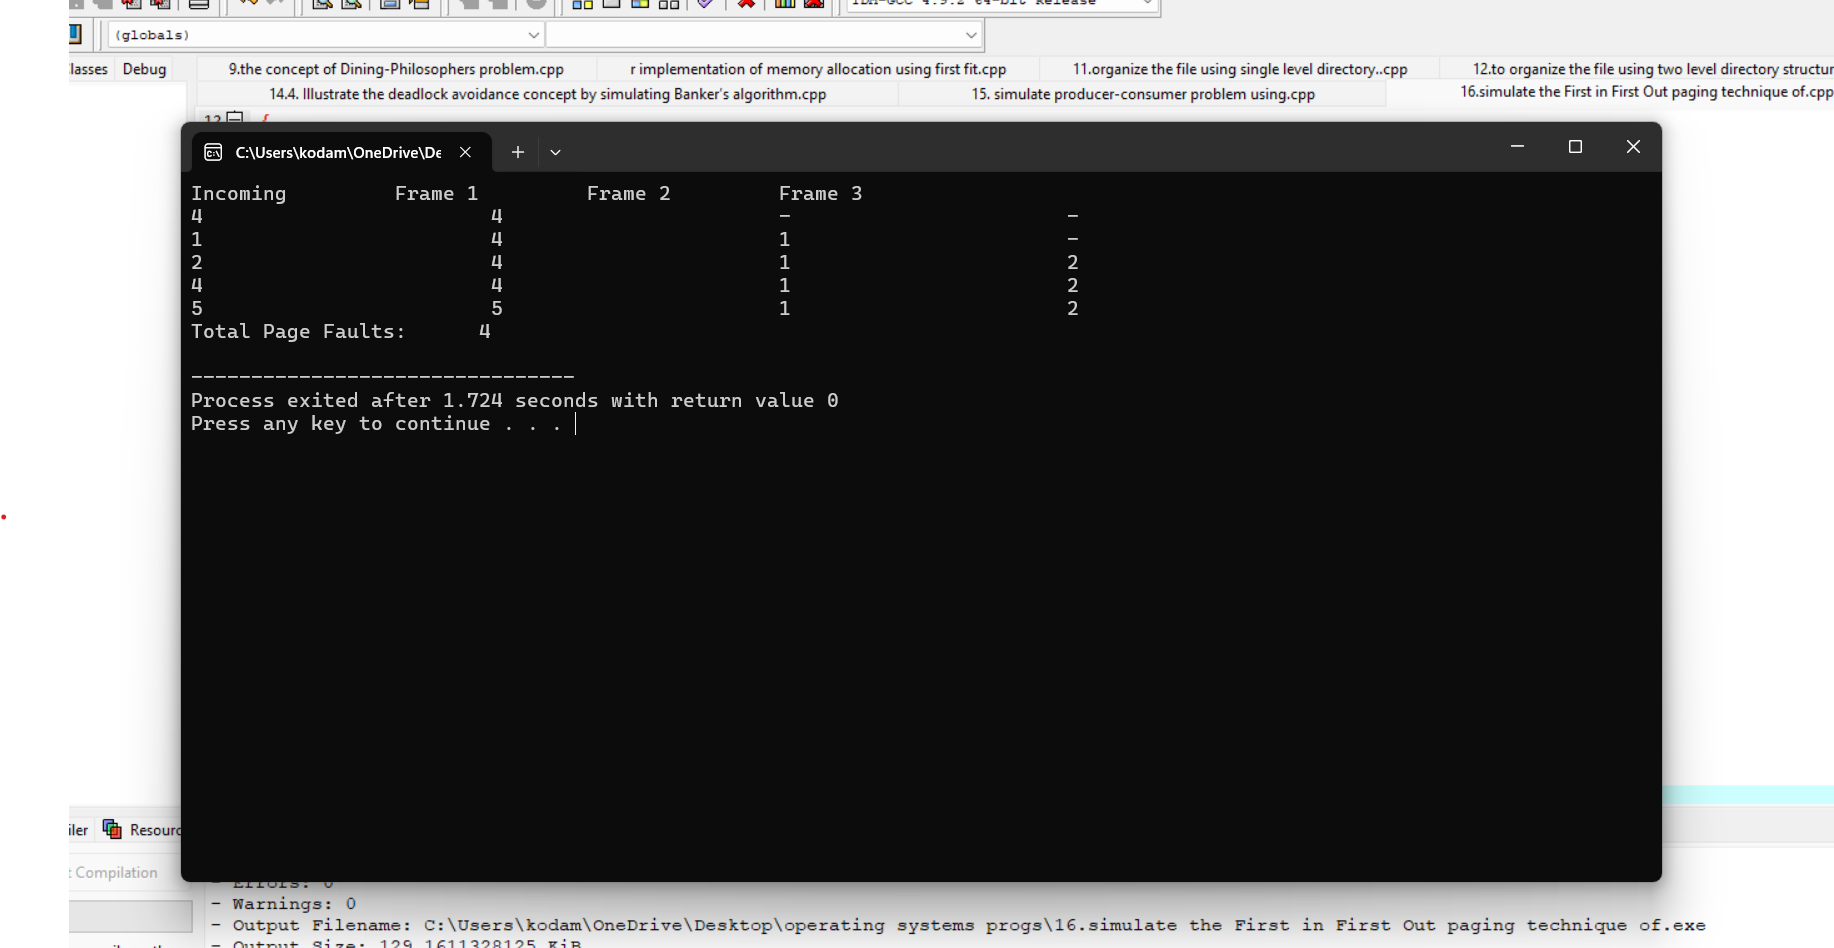 TDM-GCC 4.9.2 64-bit Release
(globals)
lasses Debug
9.the concept of Dining-Philosophers problem.cpp r implementation of memory allocation using first fit.cpp 11.organize the file using single level directory..cpp 12.to organize the file using two level directory structur
14.4. Illustrate the deadlock avoidance concept by simulating Banker's algorithm.cpp 15. simulate producer-consumer problem using.cpp 16.simulate the First in First Out paging technique of.cpp
12 {
C:\Users\kodam\OneDrive\De
Incoming Frame 1 Frame 2 Frame 3
4 4 - -
1 4 1 -
2 4 1 2
4 4 1 2
5 5 1 2
Total Page Faults: 4
--------------------------------
Process exited after 1.724 seconds with return value 0
Press any key to continue . . .
iler Resourc
t Compilation
- Errors: 0
- Warnings: 0
- Output Filename: C:\Users\kodam\OneDrive\Desktop\operating systems progs\16.simulate the First in First Out paging technique of.exe
- Output Size: 129.1611328125 KiB